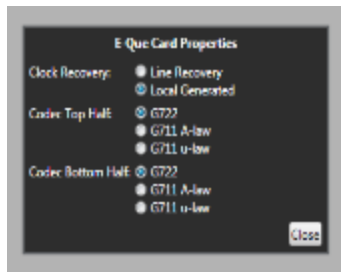 E-Que Card Properties
Clock Recovery: Line Recovery
Local Generated
Codec Top Half: G722
G711 A-law
G711 u-law
Codec Bottom Half: G722
G711 A-law
G711 u-law
Close